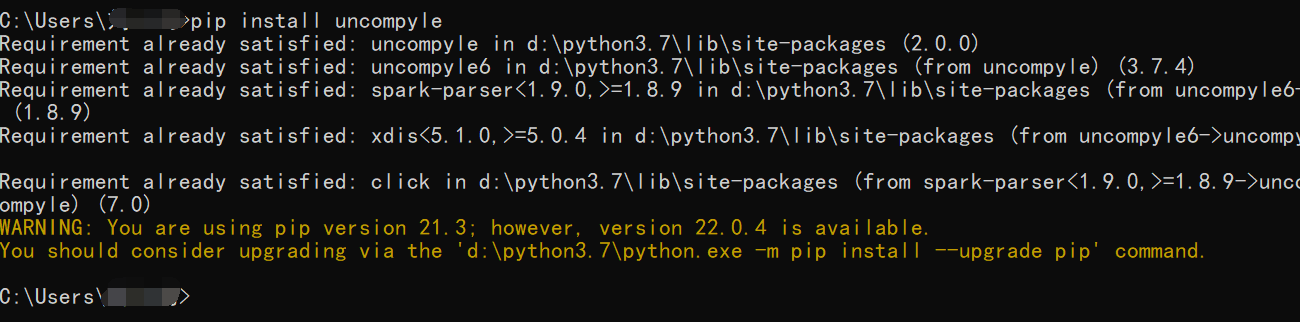 C:\Users\ >pip install uncompyle
Requirement already satisfied: uncompyle in d:\python3.7\lib\site-packages (2.0.0)
Requirement already satisfied: uncompyle6 in d:\python3.7\lib\site-packages (from uncompyle) (3.7.4)
Requirement already satisfied: spark-parser<1.9.0,>=1.8.9 in d:\python3.7\lib\site-packages (from uncompyle6-
(1.8.9)
Requirement already satisfied: xdis<5.1.0,>=5.0.4 in d:\python3.7\lib\site-packages (from uncompyle6->uncompy
Requirement already satisfied: click in d:\python3.7\lib\site-packages (from spark-parser<1.9.0,>=1.8.9->unco
ompyle) (7.0)
WARNING: You are using pip version 21.3; however, version 22.0.4 is available.
You should consider upgrading via the 'd:\python3.7\python.exe -m pip install --upgrade pip' command.
C:\Users\ >